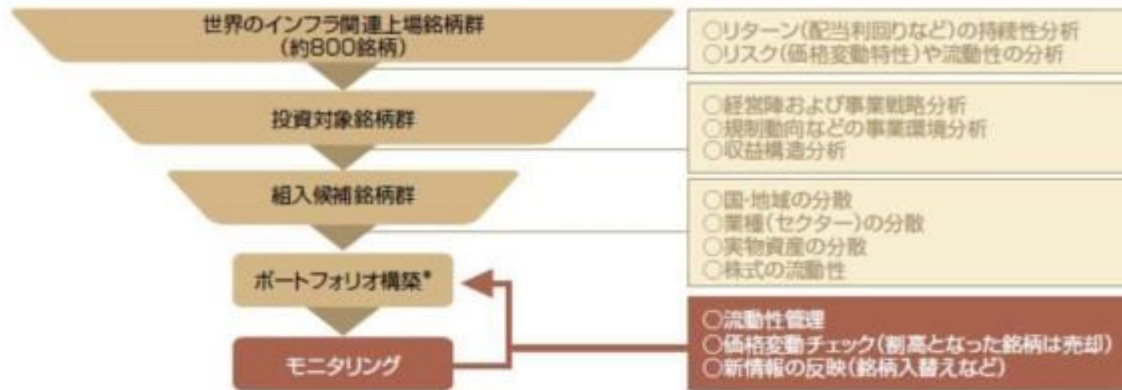 世界のインフラ関連上場銘柄群
(約800銘柄)
○リターン(配当利回りなど)の持続性分析
○リスク(価格変動特性)や流動性の分析
投資対象銘柄群
○経営陣および事業戦略分析
○規制動向などの事業環境分析
○収益構造分析
組入候補銘柄群
○国・地域の分散
○業種(セクター)の分散
○実物資産の分散
○株式の流動性
ポートフォリオ構築*
モニタリング
○流動性管理
○価格変動チェック(割高となった銘柄は売却)
○新情報の反映(銘柄入替えなど)